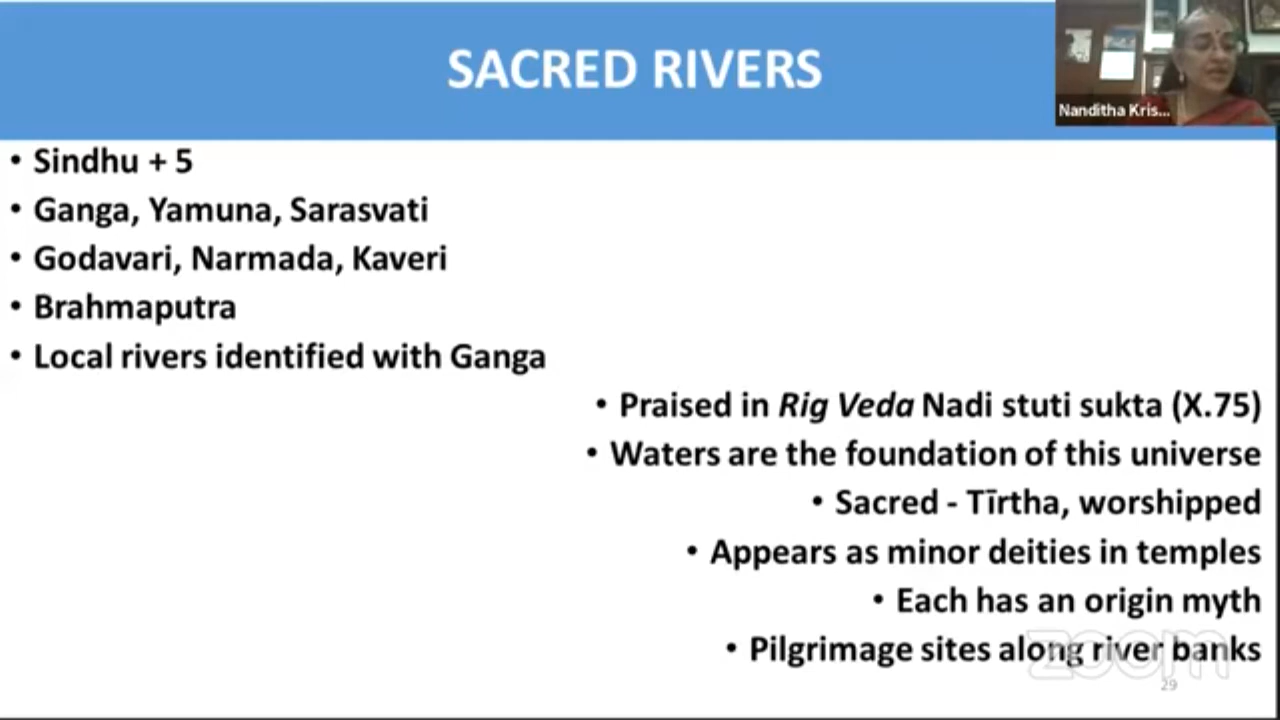 SACRED RIVERS
Nanditha Kris...
• Sindhu + 5
• Ganga, Yamuna, Sarasvati
• Godavari, Narmada, Kaveri
• Brahmaputra
• Local rivers identified with Ganga
• Praised in Rig Veda Nadi stuti sukta (X.75)
• Waters are the foundation of this universe
• Sacred - Tīrtha, worshipped
• Appears as minor deities in temples
• Each has an origin myth
• Pilgrimage sites along river banks
zoom
29